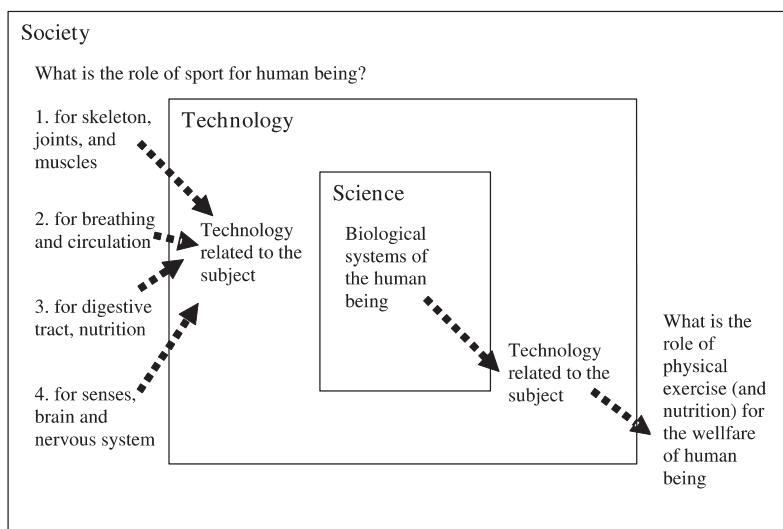 Society
What is the role of sport for human being?
1. for skeleton,
joints, and
muscles
2. for breathing
and circulation
3. for digestive
tract, nutrition
4. for senses,
brain and
nervous system
Technology
Technology
related to the
subject
Science
Biological
systems of
the human
being
Technology
related to the
subject
What is the
role of
physical
exercise (and
nutrition) for
the wellfare
of human
being